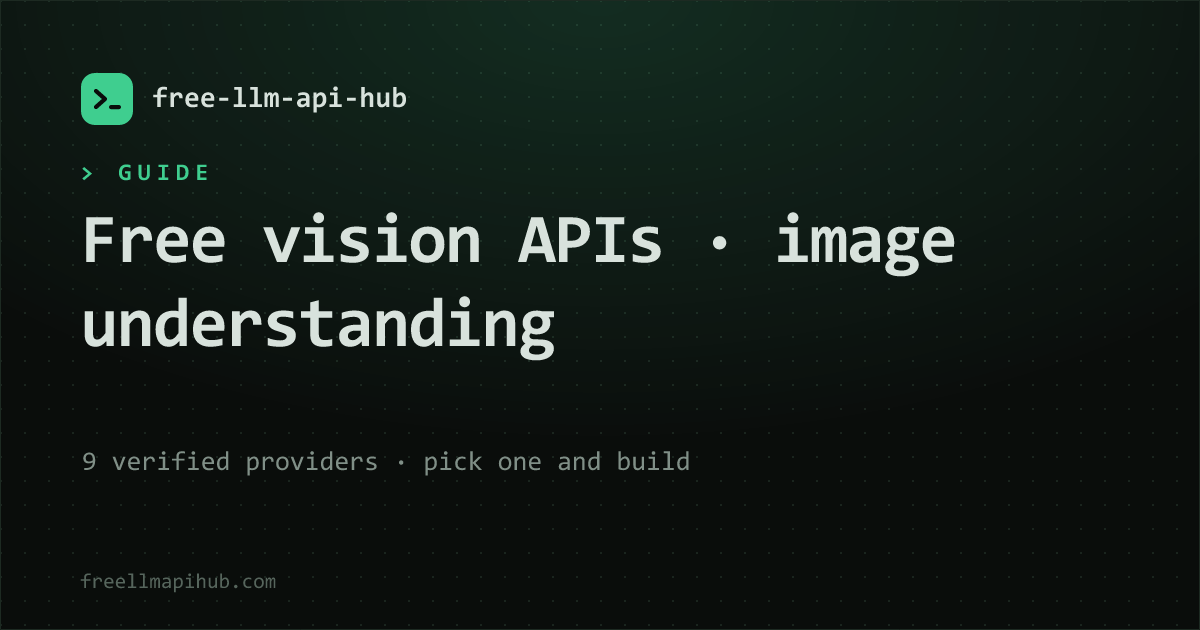 >_
free-llm-api-hub
> GUIDE
Free vision APIs · image
understanding
9 verified providers · pick one and build
freellmapihub.com